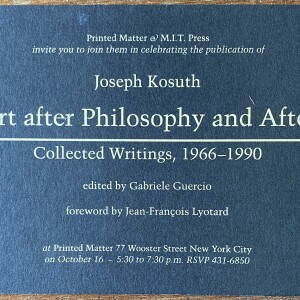 Printed Matter & M.I.T. Press
invite you to join them in celebrating the publication of
Joseph Kosuth
rt after Philosophy and Afte
Collected Writings, 1966–1990
edited by Gabriele Guercio
foreword by Jean-François Lyotard
at Printed Matter 77 Wooster Street New York City
on October 16 – 5:30 to 7:30 p.m. RSVP 431-6850